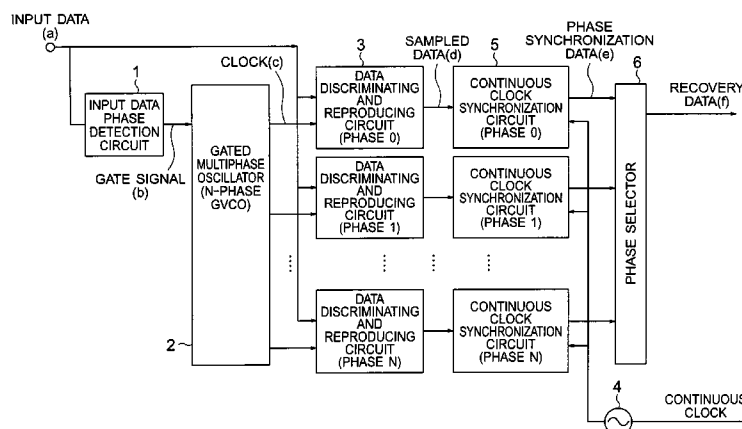 INPUT DATA
(a)
1
INPUT DATA
PHASE
DETECTION
CIRCUIT
GATE SIGNAL
(b)
CLOCK(c)
GATED
MULTIPHASE
OSCILLATOR
(N-PHASE
GVCO)
2
3
DATA
DISCRIMINATING
AND
REPRODUCING
CIRCUIT
(PHASE 0)
SAMPLED
DATA(d)
5
CONTINUOUS
CLOCK
SYNCHRONIZATION
CIRCUIT
(PHASE 0)
PHASE
SYNCHRONIZATION
DATA(e)
6
RECOVERY
DATA(f)
DATA
DISCRIMINATING
AND
REPRODUCING
CIRCUIT
(PHASE 1)
CONTINUOUS
CLOCK
SYNCHRONIZATION
CIRCUIT
(PHASE 1)
PHASE SELECTOR
DATA
DISCRIMINATING
AND
REPRODUCING
CIRCUIT
(PHASE N)
CONTINUOUS
CLOCK
SYNCHRONIZATION
CIRCUIT
(PHASE N)
4
CONTINUOUS
CLOCK